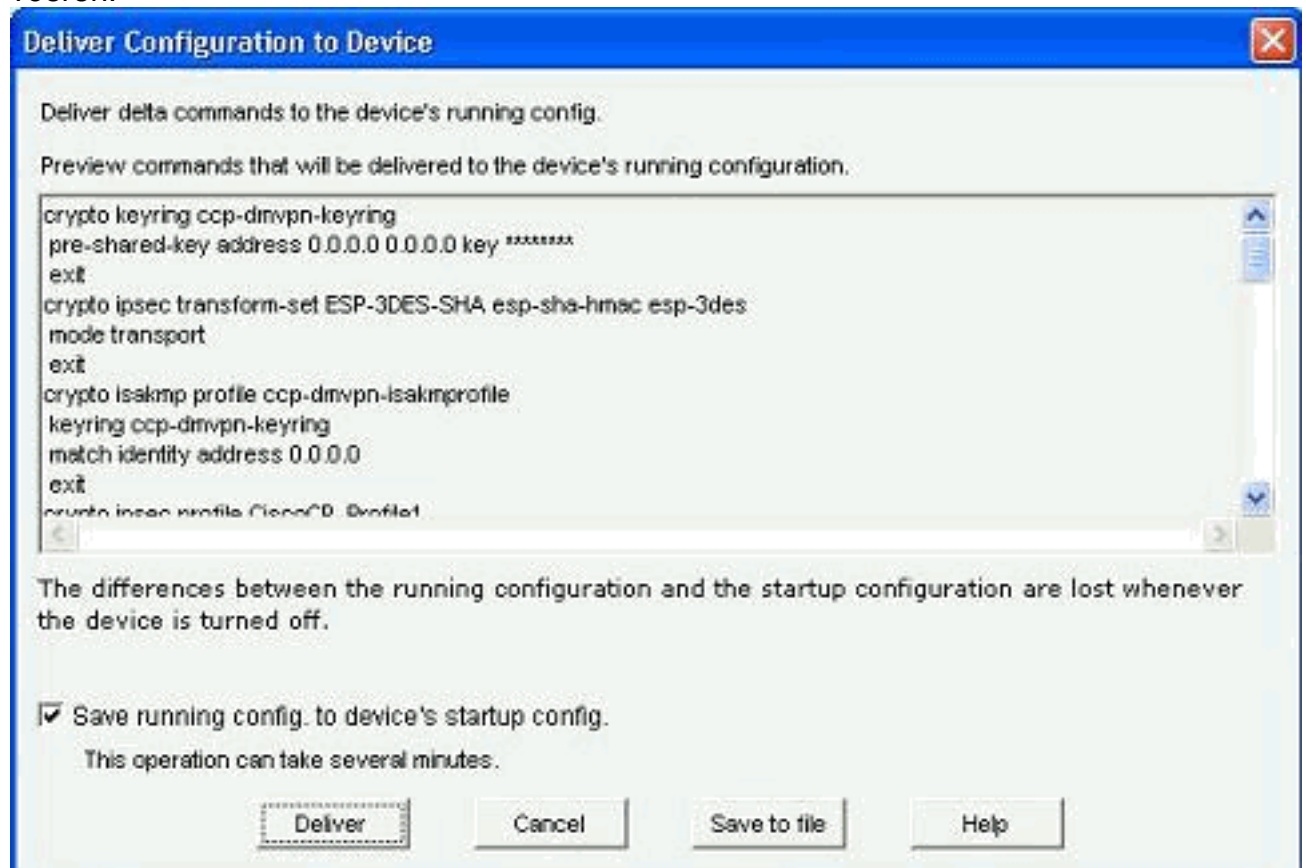 Deliver Configuration to Device
Deliver delta commands to the device's running config.
Preview commands that will be delivered to the device's running configuration.
crypto keyring ccp-dmvpn-keyring
pre-shared-key address 0.0.0.0 0.0.0.0 key ********
exit
crypto ipsec transform-set ESP-3DES-SHA esp-sha-hmac esp-3des
mode transport
exit
crypto isakmp profile ccp-dmvpn-isakmprofile
keyring ccp-dmvpn-keyring
match identity address 0.0.0.0
exit
crypto ipsec profile CiscoCP_Profile1
The differences between the running configuration and the startup configuration are lost whenever
the device is turned off.
Save running config. to device's startup config.
This operation can take several minutes.
Deliver
Cancel
Save to file
Help